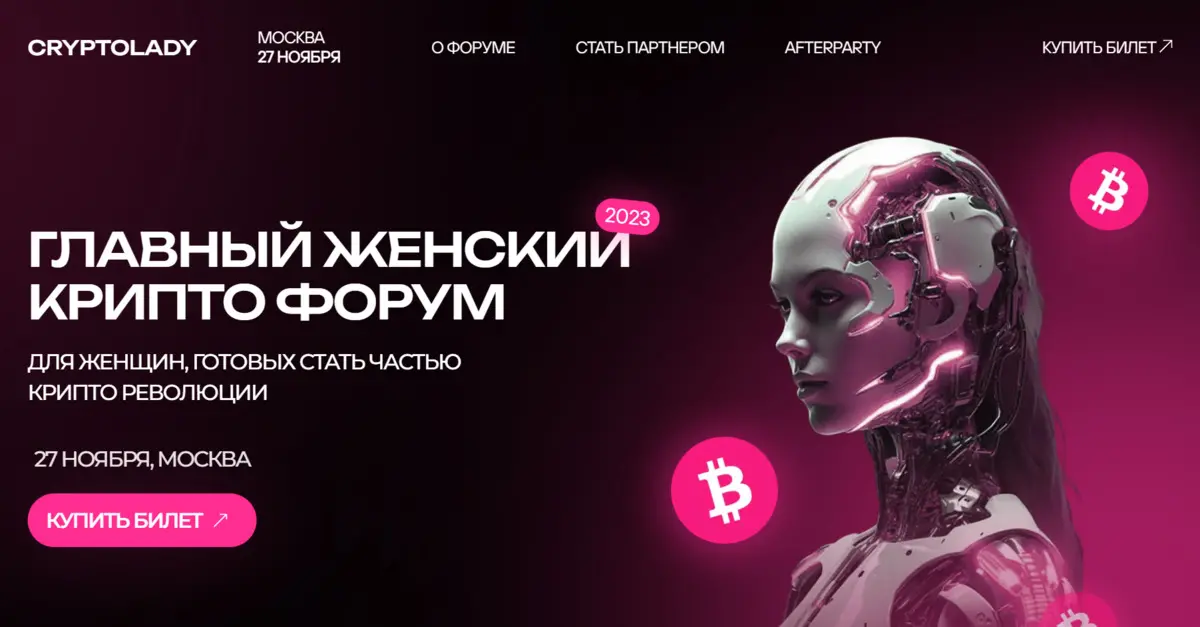 CRYPTOLADY
МОСКВА
27 НОЯБРЯ
О ФОРУМЕ
СТАТЬ ПАРТНЕРОМ
AFTERPARTY
КУПИТЬ БИЛЕТ
2023
ГЛАВНЫЙ ЖЕНСКИЙ
КРИПТО ФОРУМ
ДЛЯ ЖЕНЩИН, ГОТОВЫХ СТАТЬ ЧАСТЬЮ
КРИПТО РЕВОЛЮЦИИ
27 НОЯБРЯ, МОСКВА
КУПИТЬ БИЛЕТ